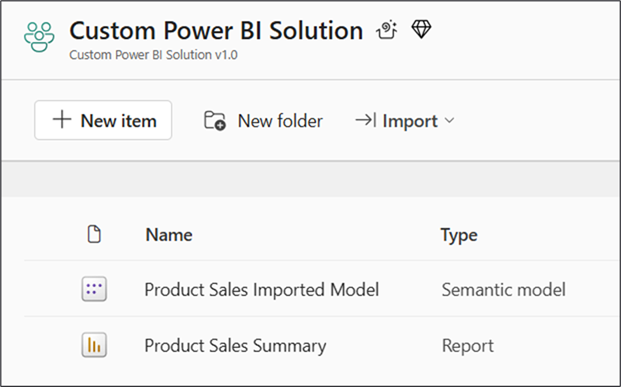 Custom Power BI Solution
Custom Power BI Solution v1.0
New item New folder Import
Name Type
Product Sales Imported Model Semantic model
Product Sales Summary Report